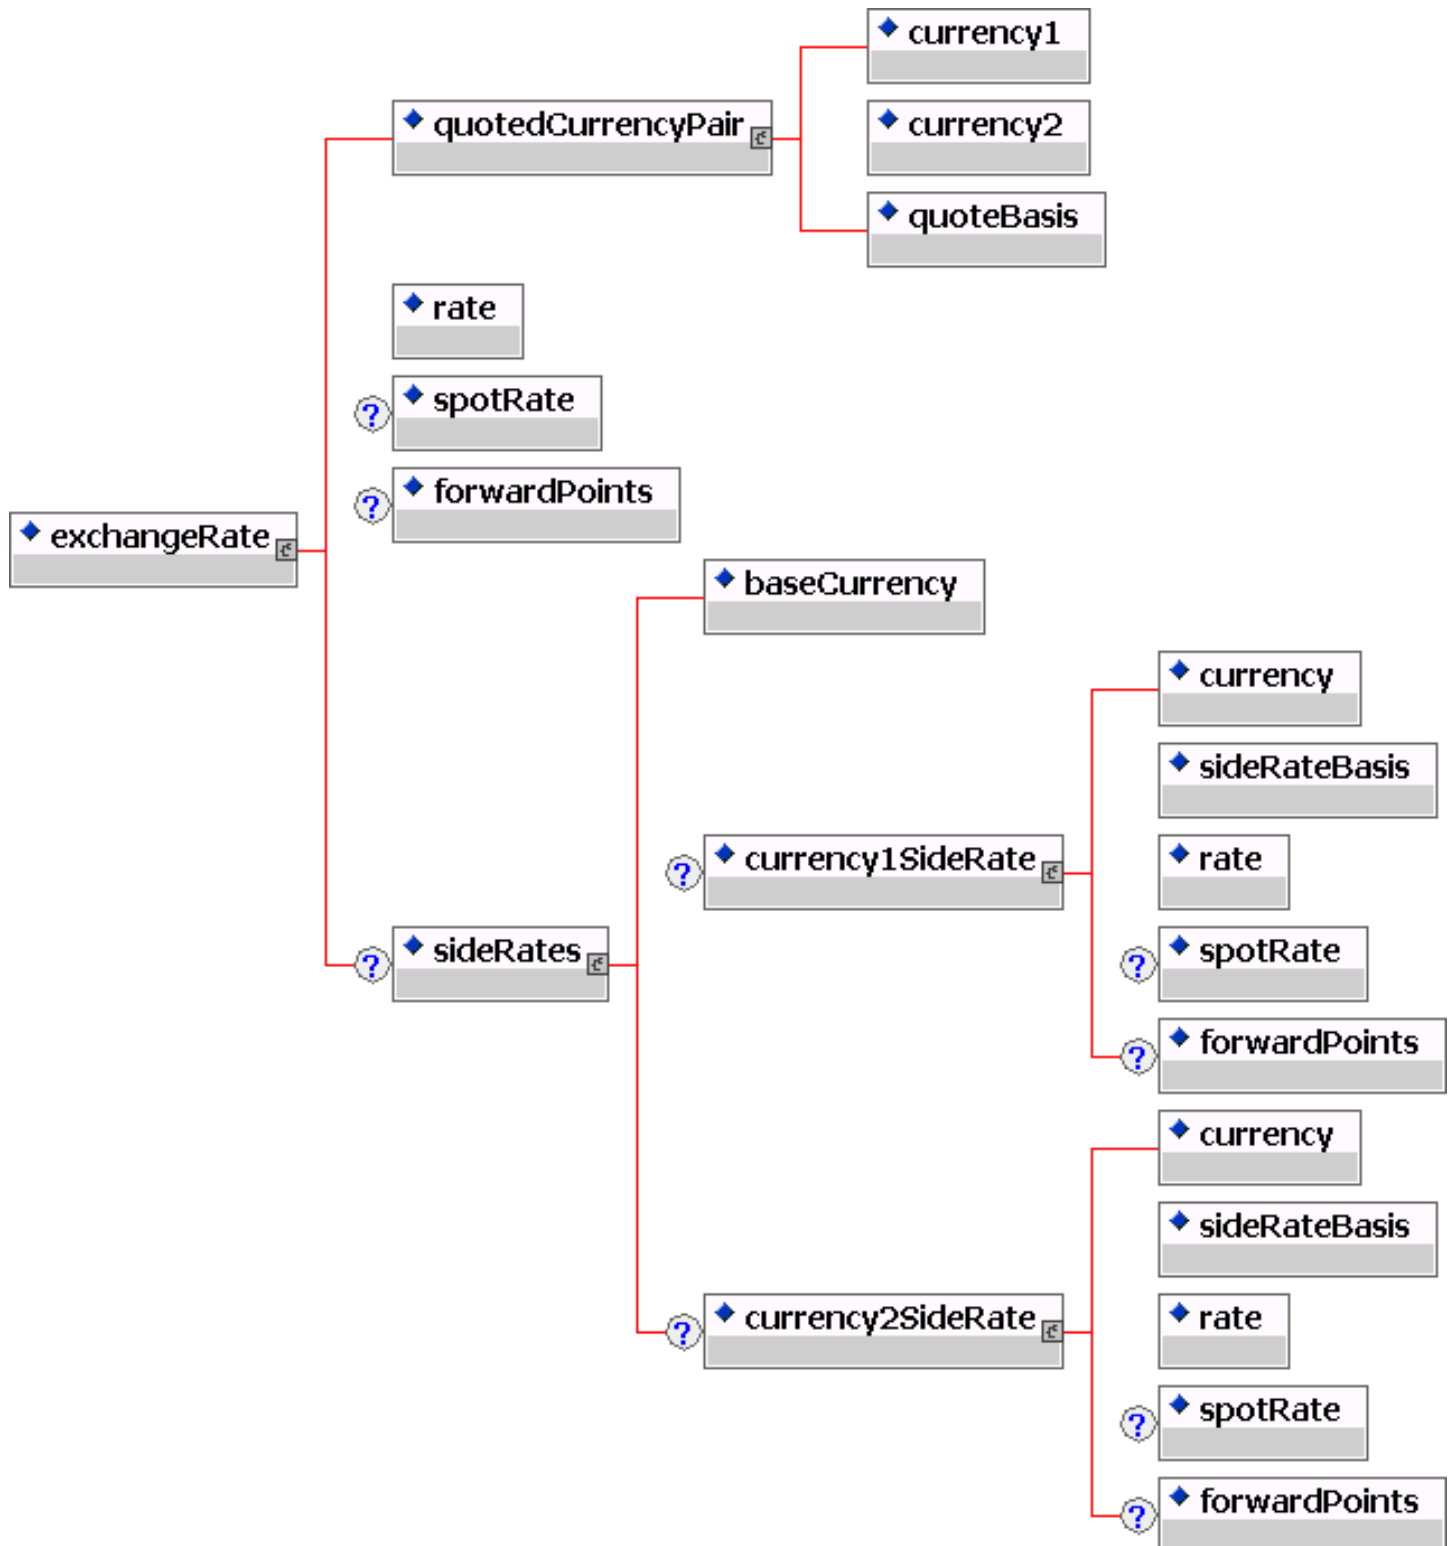 currency1
quotedCurrencyPair
currency2
quoteBasis
rate
? spotRate
? forwardPoints
exchangeRate
baseCurrency
currency
sideRateBasis
? currency1SideRate
rate
? sideRates
? spotRate
? forwardPoints
currency
sideRateBasis
? currency2SideRate
rate
? spotRate
? forwardPoints